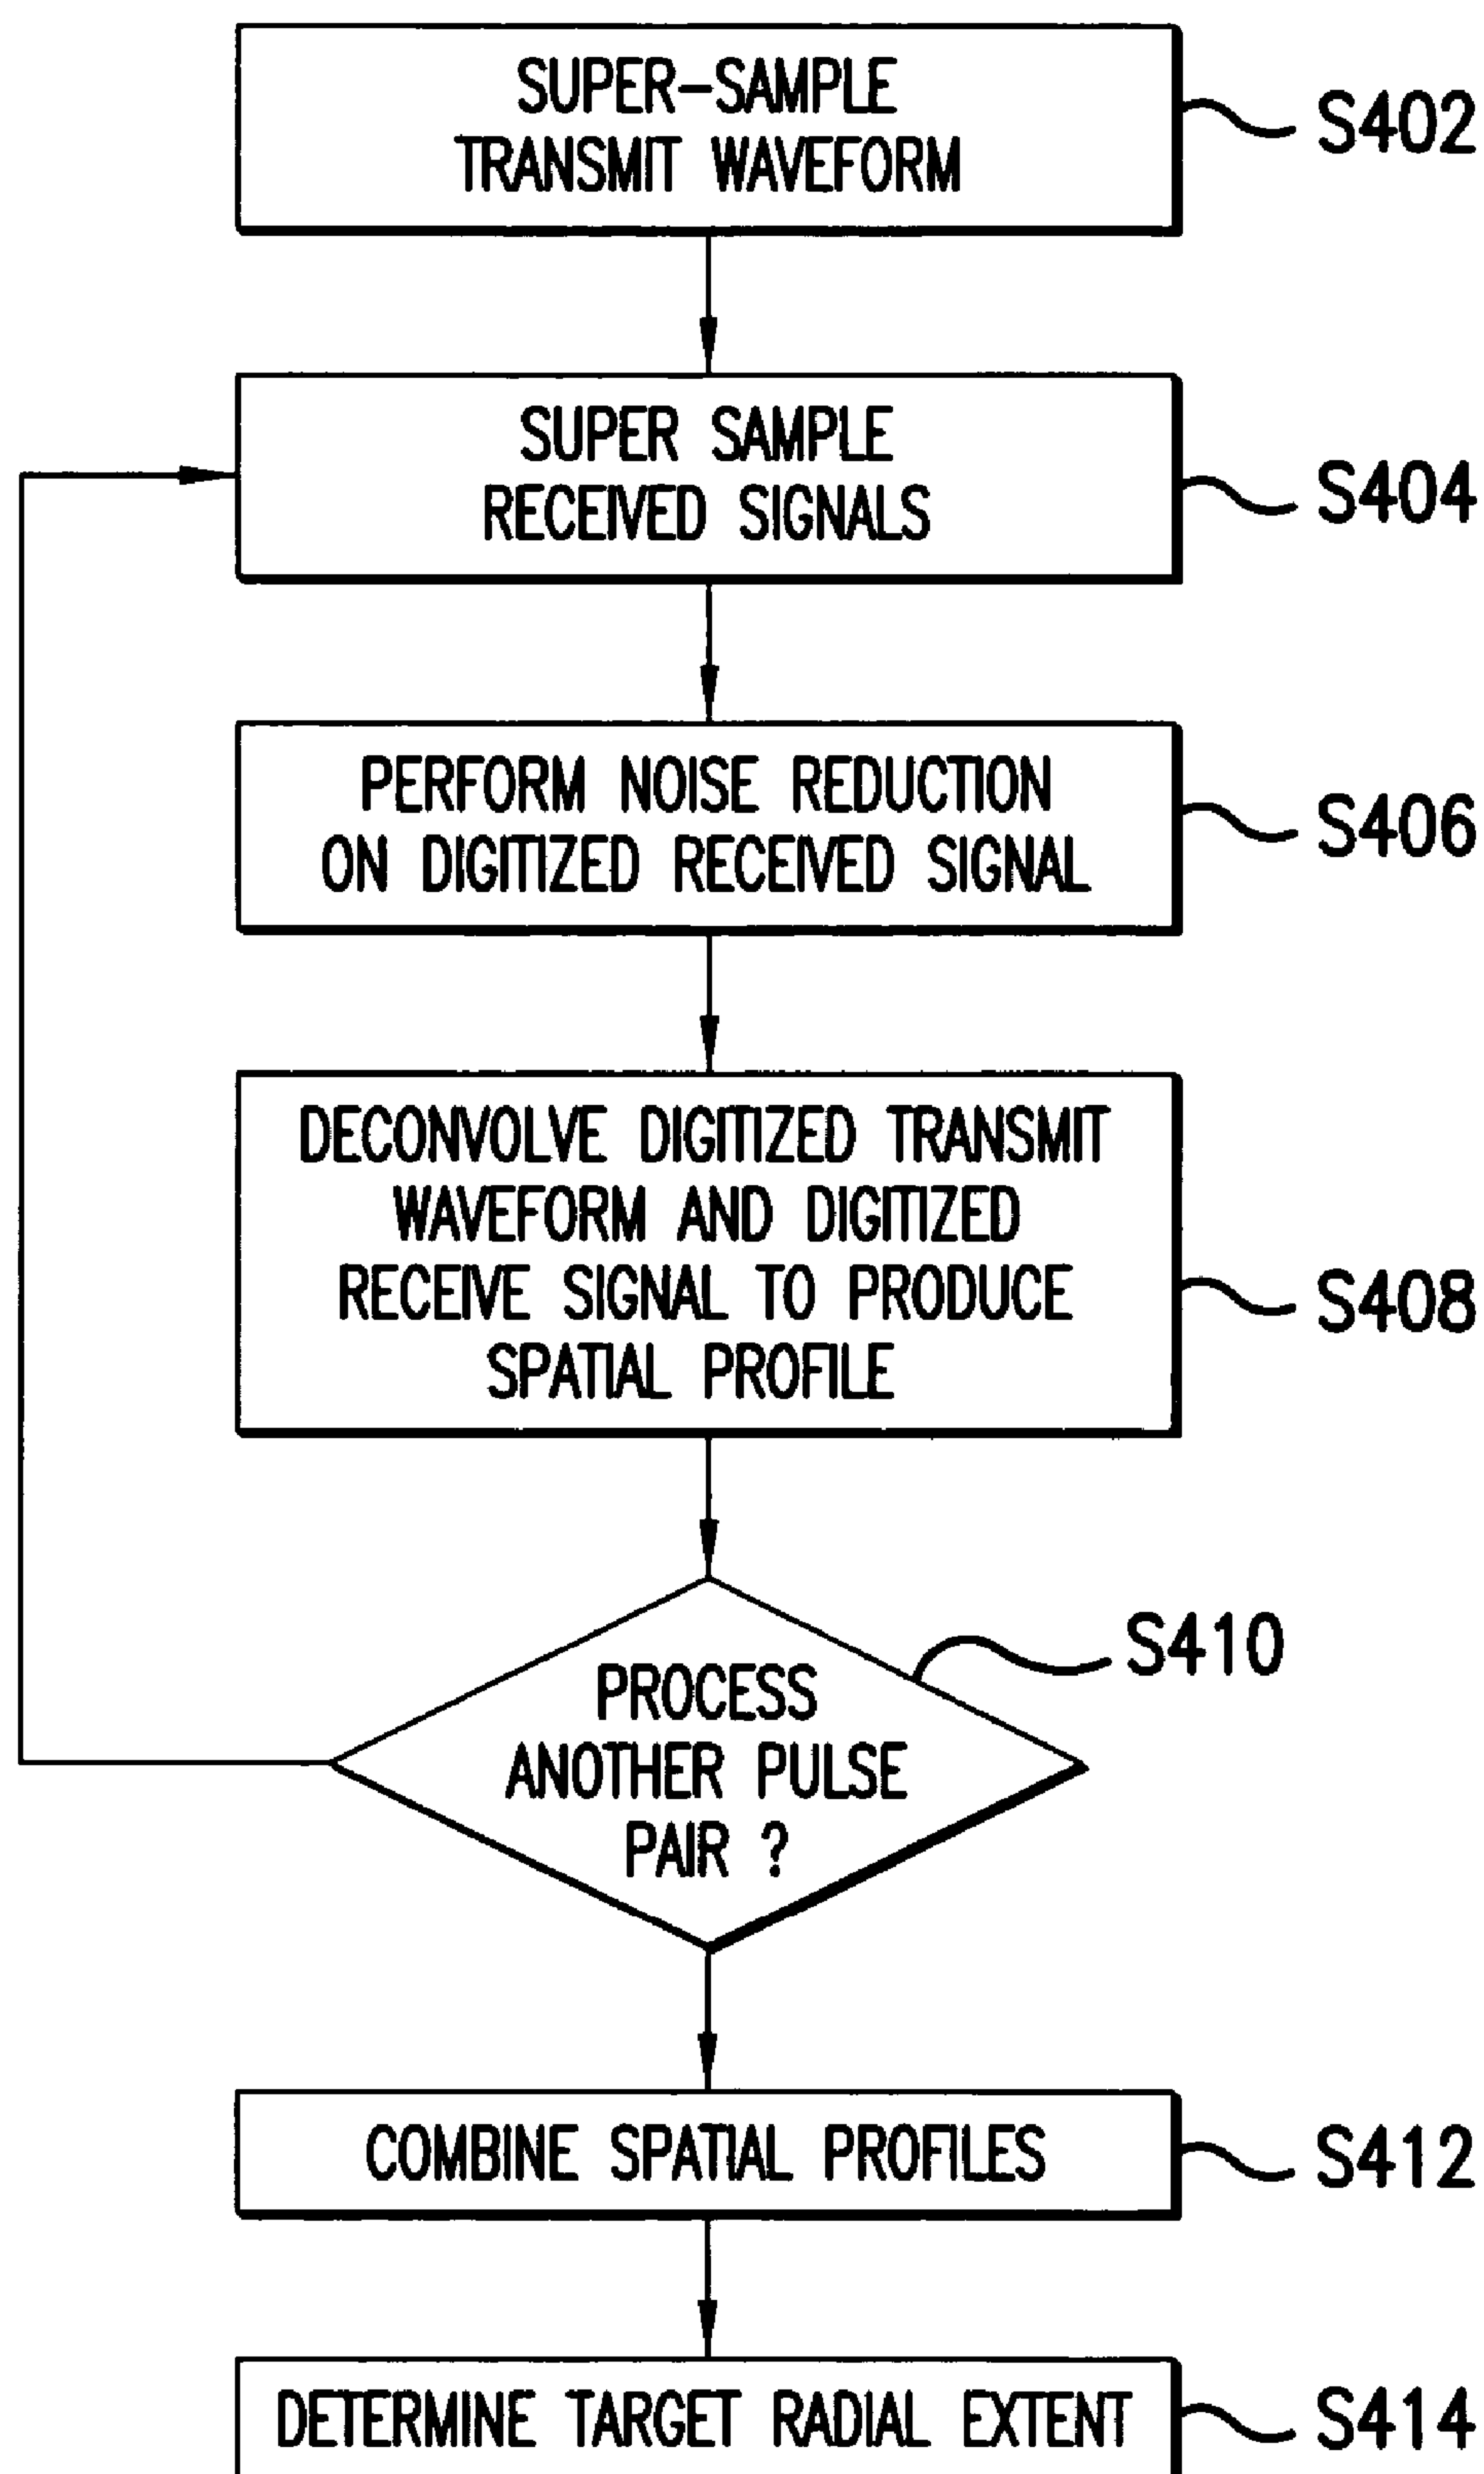 SUPER-SAMPLE
TRANSMIT WAVEFORM
S402
SUPER SAMPLE
RECEIVED SIGNALS
S404
PERFORM NOISE REDUCTION
ON DIGITIZED RECEIVED SIGNAL
S406
DECONVOLVE DIGITIZED TRANSMIT
WAVEFORM AND DIGITIZED
RECEIVE SIGNAL TO PRODUCE
SPATIAL PROFILE
S408
PROCESS
ANOTHER PULSE
PAIR ?
S410
COMBINE SPATIAL PROFILES
S412
DETERMINE TARGET RADIAL EXTENT
S414